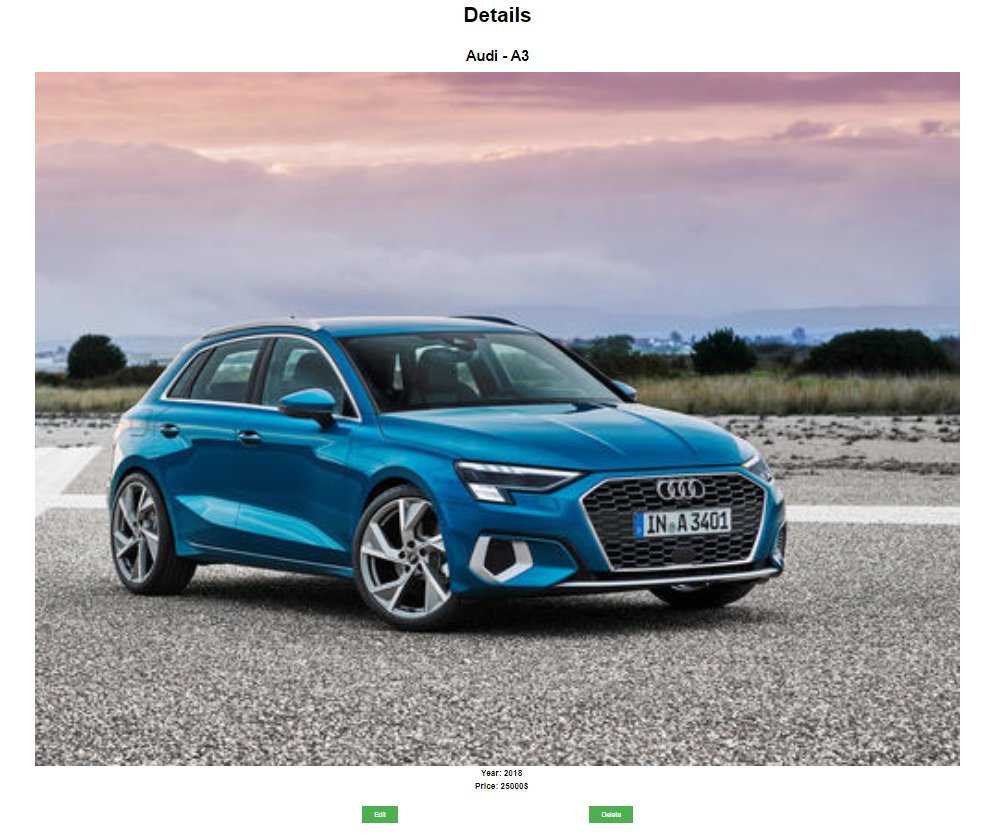 Details
Audi - A3
IN A 3401
Year: 2018
Price: 25000$
Edit
Delete